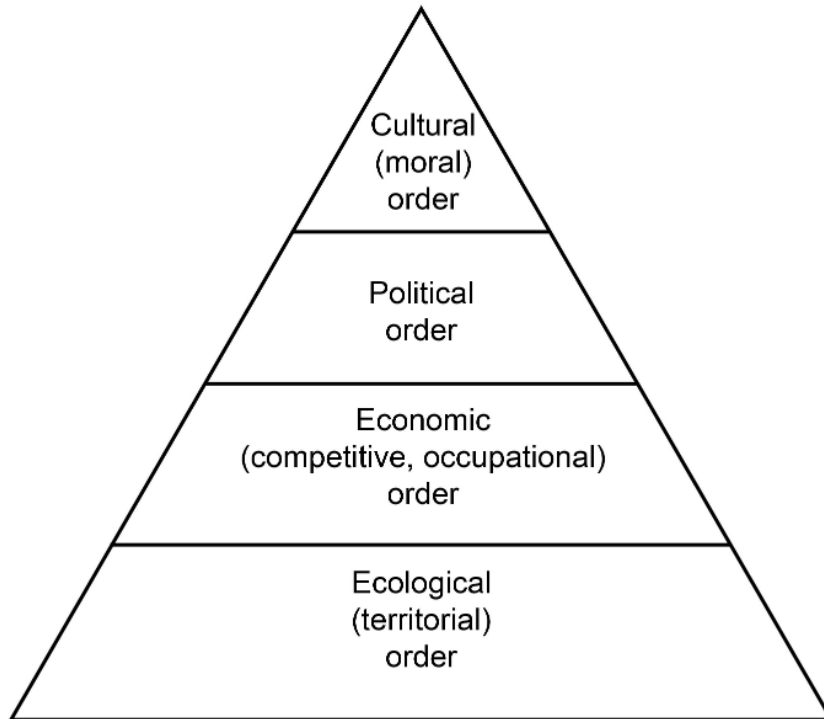 Cultural
(moral)
order
Political
order
Economic
(competitive, occupational)
order
Ecological
(territorial)
order